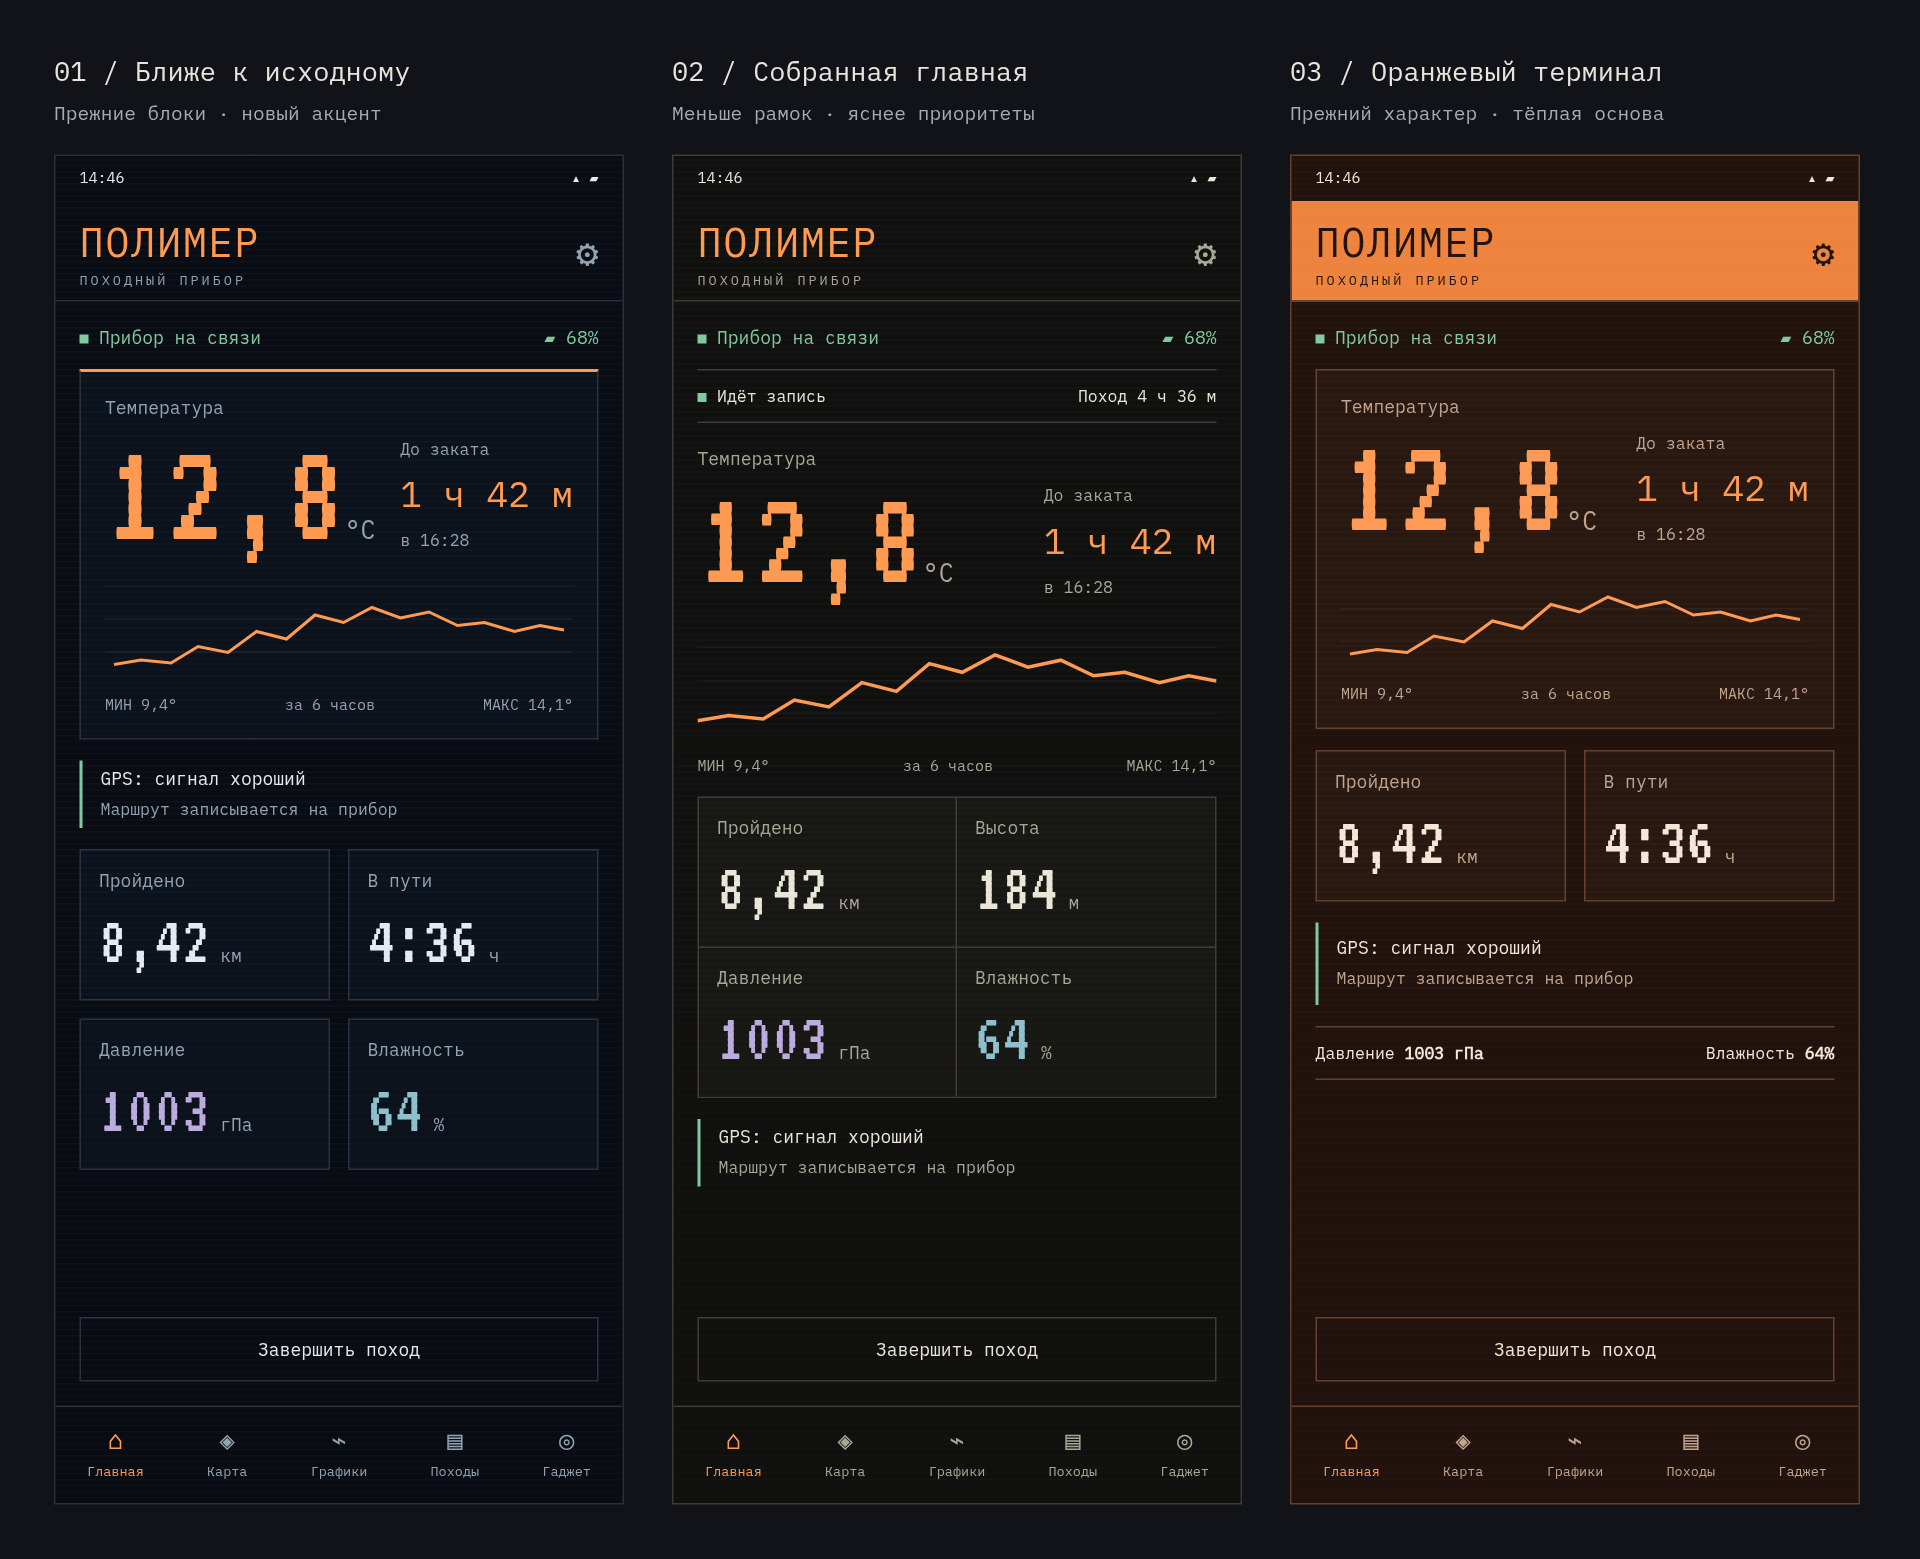 01 / Ближе к исходному
Прежние блоки · новый акцент
14:46
ПОЛИМЕР
ПОХОДНЫЙ ПРИБОР
Прибор на связи
68%
Температура
12,8 °C
До заката
1 ч 42 м
в 16:28
МИН 9,4° за 6 часов МАКС 14,1°
GPS: сигнал хороший
Маршрут записывается на прибор
Пройдено
8,42 км
В пути
4:36 ч
Давление
1003 гПа
Влажность
64 %
Завершить поход
Главная Карта Графики Походы Гаджет
02 / Собранная главная
Меньше рамок · яснее приоритеты
14:46
ПОЛИМЕР
ПОХОДНЫЙ ПРИБОР
Прибор на связи
68%
Идёт запись
Поход 4 ч 36 м
Температура
12,8 °C
До заката
1 ч 42 м
в 16:28
МИН 9,4° за 6 часов МАКС 14,1°
Пройдено
8,42 км
Высота
184 м
Давление
1003 гПа
Влажность
64 %
GPS: сигнал хороший
Маршрут записывается на прибор
Завершить поход
Главная Карта Графики Походы Гаджет
03 / Оранжевый терминал
Прежний характер · тёплая основа
14:46
ПОЛИМЕР
ПОХОДНЫЙ ПРИБОР
Прибор на связи
68%
Температура
12,8 °C
До заката
1 ч 42 м
в 16:28
МИН 9,4° за 6 часов МАКС 14,1°
Пройдено
8,42 км
В пути
4:36 ч
GPS: сигнал хороший
Маршрут записывается на прибор
Давление 1003 гПа
Влажность 64%
Завершить поход
Главная Карта Графики Походы Гаджет